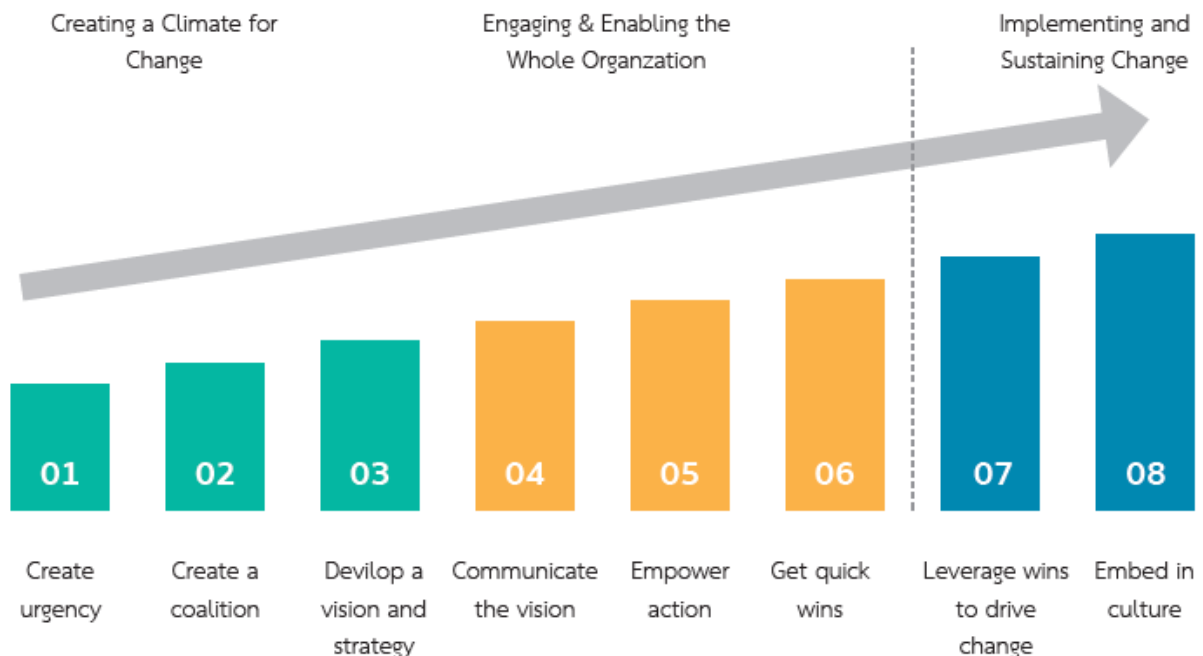 Creating a Climate for
Change
Engaging & Enabling the
Whole Organzation
Implementing and
Sustaining Change
01
02
03
04
05
06
07
08
Create
urgency
Create a
coalition
Devilop a
vision and
strategy
Communicate
the vision
Empower
action
Get quick
wins
Leverage wins
to drive
change
Embed in
culture